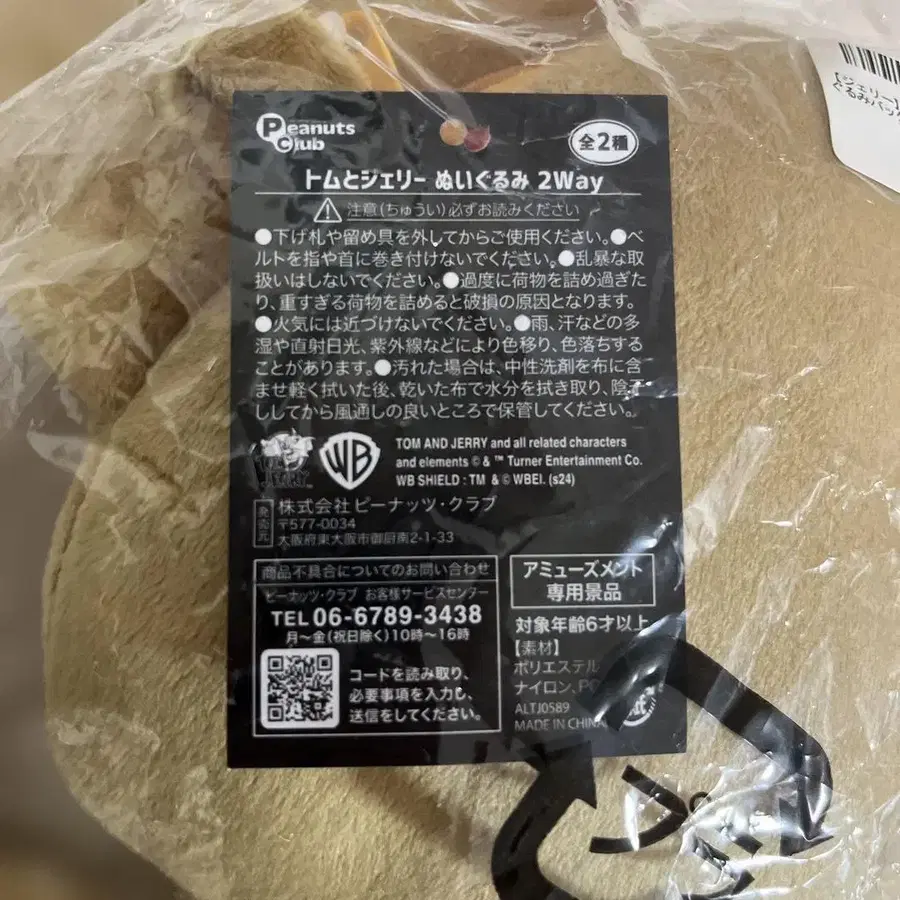 Peanuts Club
全2種
トムとジェリー ぬいぐるみ 2Way
注意(ちゅうい)必ずお読みください
●下げ札や留め具を外してからご使用ください。●ベ
ルトを指や首に巻き付けないでください。●乱暴な取
扱いはしないでください。●過度に荷物を詰め過ぎた
り、重すぎる荷物を詰めると破損の原因となります。
●火気には近づけないでください。●雨、汗などの多
湿や直射日光、紫外線などにより色移り、色落ちする
ことがあります。●汚れた場合は、中性洗剤を布に含
ませ軽く拭いた後、乾いた布で水分を拭き取り、陰干
ししてから風通しの良いところで保管してください。
WB
TOM AND JERRY and all related characters
and elements © & ™ Turner Entertainment Co.
WB SHIELD : TM & © WBEI. (s24)
発売元
株式会社ピーナッツ・クラブ
〒577-0034
大阪府東大阪市御厨南2-1-33
商品不具合についてのお問い合わせ
ピーナッツ・クラブ お客様サービスセンター
TEL 06-6789-3438
月~金(祝日除く)10時~16時
コードを読み取り、
必要事項を入力し、
送信をしてください。
アミューズメント
専用景品
対象年齢6才以上
【素材】
ポリエステル
ナイロン、
ALTJ0589
MADE IN CHINA
紙
プラ